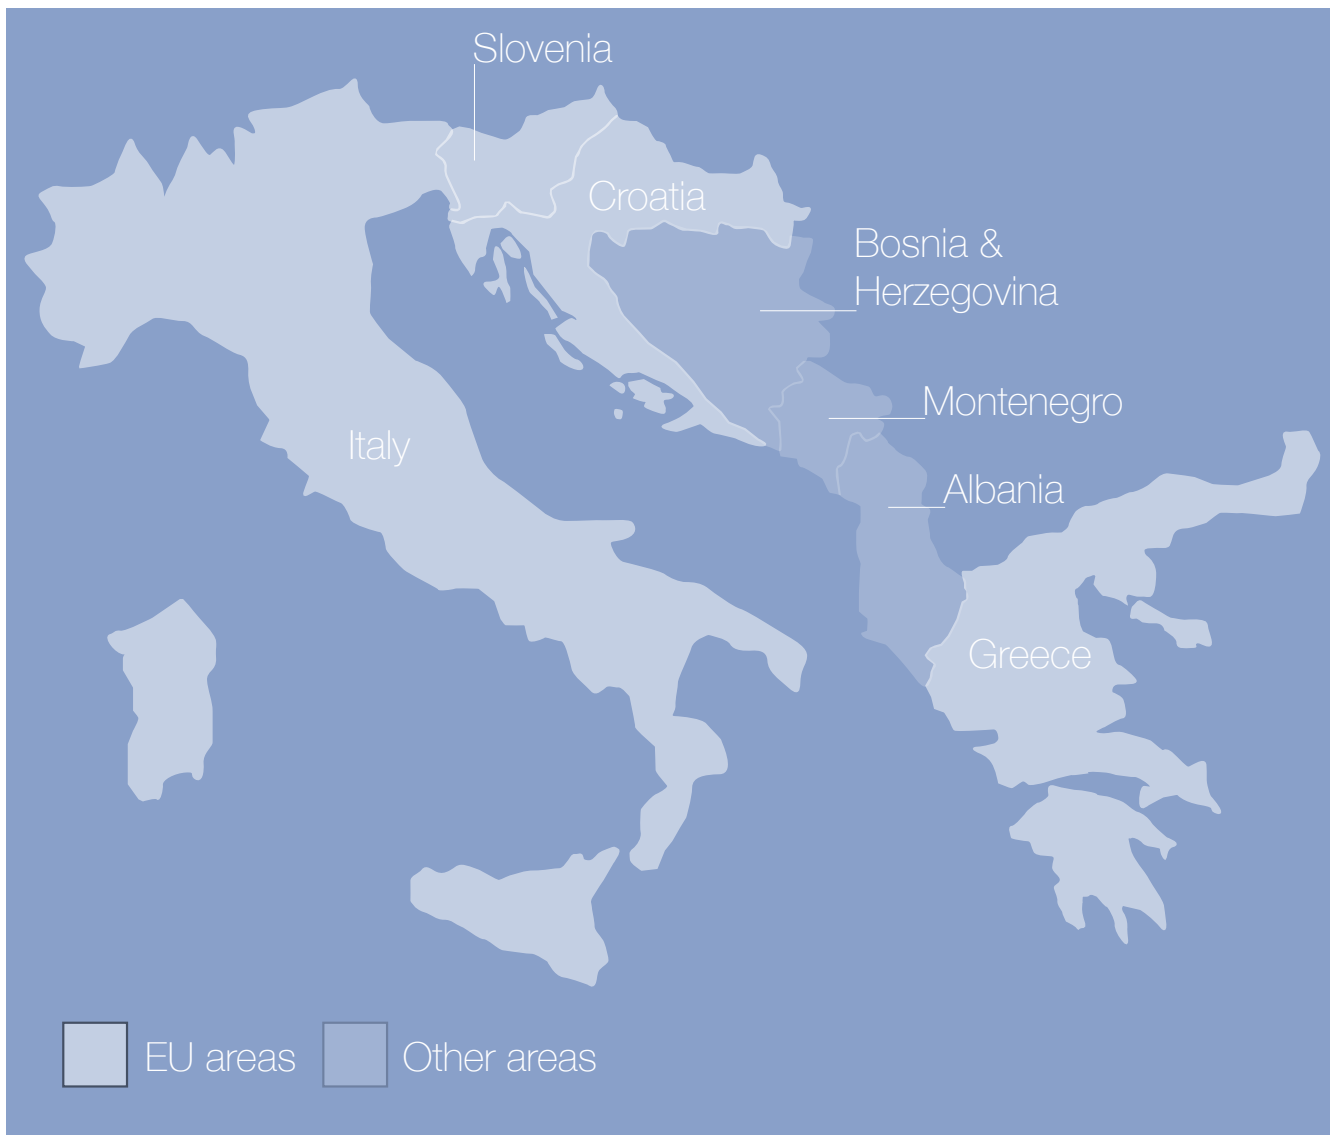 Slovenia
Croatia
Bosnia &
Herzegovina
Montenegro
Italy
Albania
Greece
EU areas
Other areas